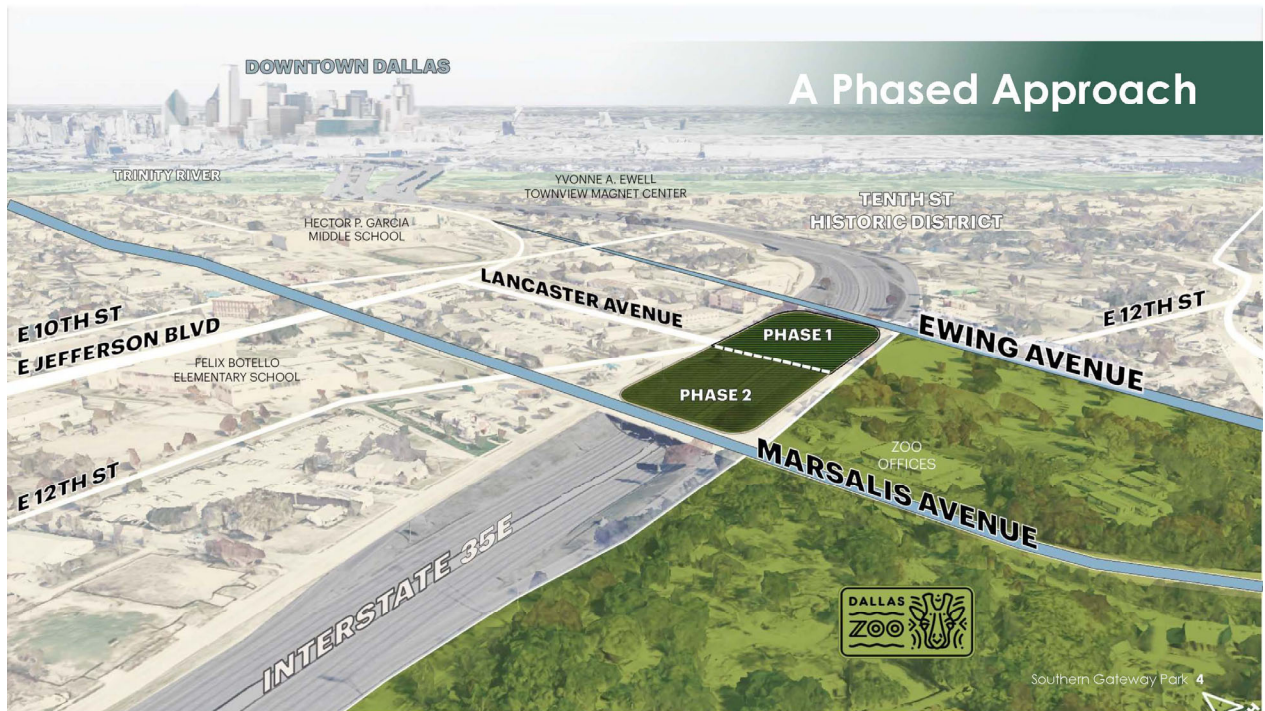 DOWNTOWN DALLAS
A Phased Approach
TRINITY RIVER
YVONNE A. EWELL
TOWNVIEW MAGNET CENTER
TENTH ST
HISTORIC DISTRICT
HECTOR P. GARCIA
MIDDLE SCHOOL
LANCASTER AVENUE
E 10TH ST
E JEFFERSON BLVD
E 12TH ST
PHASE 1
EWING AVENUE
FELIX BOTELLO
ELEMENTARY SCHOOL
PHASE 2
ZOO
OFFICES
MARSALIS AVENUE
E 12TH ST
INTERSTATE 35E
DALLAS
ZOO
Southern Gateway Park 4